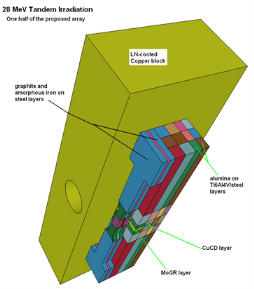 28 MeV Tandem Irradiation
One half of the proposed array
LN-cooled
Copper block
graphite and
amorphous iron on
steel layers
alumina on
Ti6Al4V/steel
layers
CuCD layer
MoGR layer